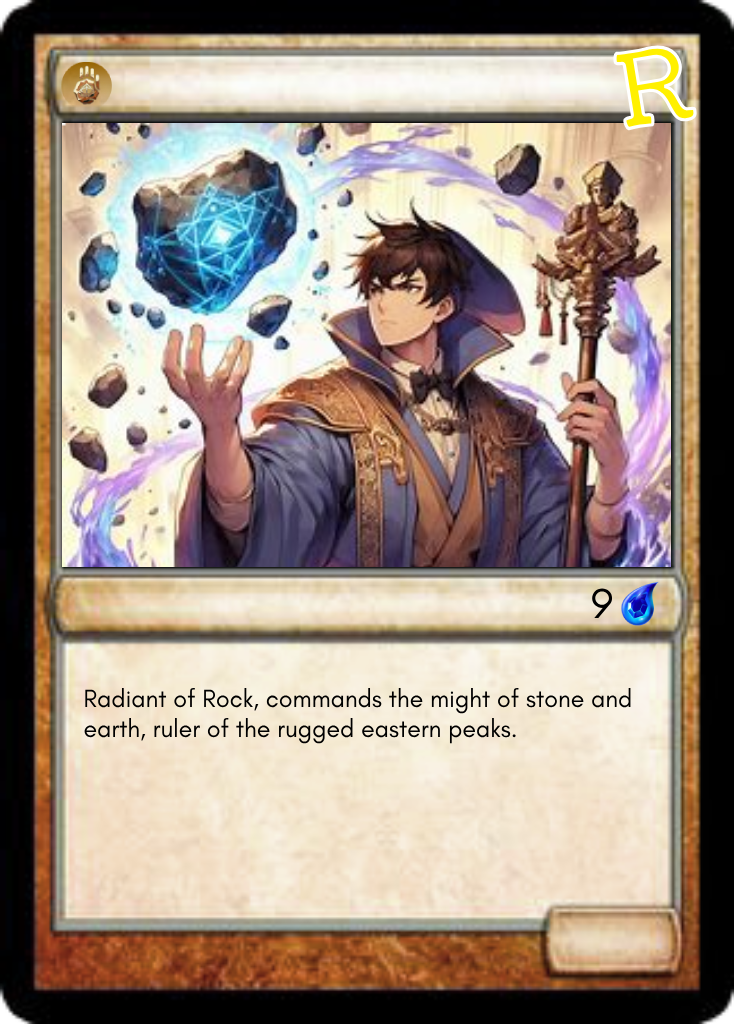 R
9
Radiant of Rock, commands the might of stone and
earth, ruler of the rugged eastern peaks.